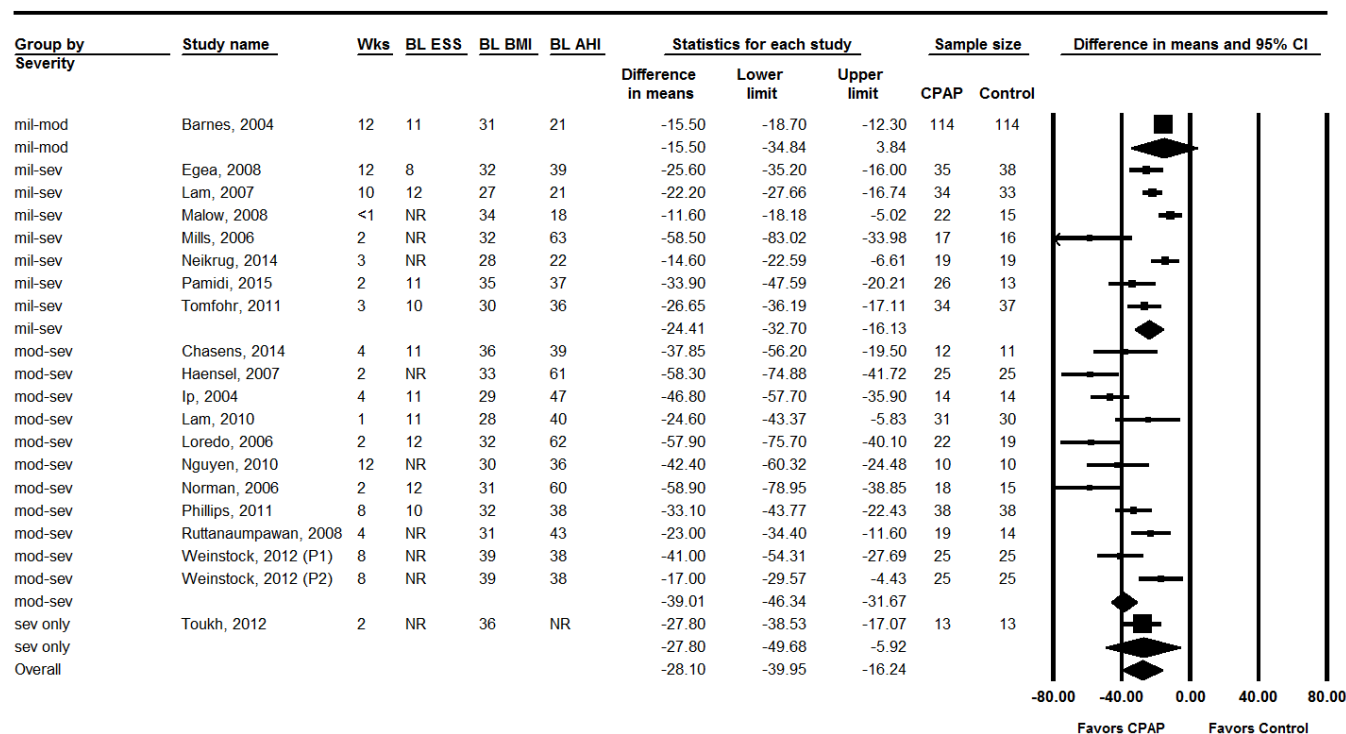 Group by Severity Study name Wks BL ESS BL BMI BL AHI Statistics for each study Sample size Difference in means and 95% CI
Difference in means Lower limit Upper limit CPAP Control
mil-mod Barnes, 2004 12 11 31 21 -15.50 -18.70 -12.30 114 114
mil-mod -15.50 -34.84 3.84
mil-sev Egea, 2008 12 8 32 39 -25.60 -35.20 -16.00 35 38
mil-sev Lam, 2007 10 12 27 21 -22.20 -27.66 -16.74 34 33
mil-sev Malow, 2008 <1 NR 34 18 -11.60 -18.18 -5.02 22 15
mil-sev Mills, 2006 2 NR 32 63 -58.50 -83.02 -33.98 17 16
mil-sev Neikrug, 2014 3 NR 28 22 -14.60 -22.59 -6.61 19 19
mil-sev Pamidi, 2015 2 11 35 37 -33.90 -47.59 -20.21 26 13
mil-sev Tomfohr, 2011 3 10 30 36 -26.65 -36.19 -17.11 34 37
mil-sev -24.41 -32.70 -16.13
mod-sev Chasens, 2014 4 11 36 39 -37.85 -56.20 -19.50 12 11
mod-sev Haensel, 2007 2 NR 33 61 -58.30 -74.88 -41.72 25 25
mod-sev Ip, 2004 4 11 29 47 -46.80 -57.70 -35.90 14 14
mod-sev Lam, 2010 1 11 28 40 -24.60 -43.37 -5.83 31 30
mod-sev Loredo, 2006 2 12 32 62 -57.90 -75.70 -40.10 22 19
mod-sev Nguyen, 2010 12 NR 30 36 -42.40 -60.32 -24.48 10 10
mod-sev Norman, 2006 2 12 31 60 -58.90 -78.95 -38.85 18 15
mod-sev Phillips, 2011 8 10 32 38 -33.10 -43.77 -22.43 38 38
mod-sev Ruttanaumpawan, 2008 4 NR 31 43 -23.00 -34.40 -11.60 19 14
mod-sev Weinstock, 2012 (P1) 8 NR 39 38 -41.00 -54.31 -27.69 25 25
mod-sev Weinstock, 2012 (P2) 8 NR 39 38 -17.00 -29.57 -4.43 25 25
mod-sev -39.01 -46.34 -31.67
sev only Toukh, 2012 2 NR 36 NR -27.80 -38.53 -17.07 13 13
sev only -27.80 -49.68 -5.92
Overall -28.10 -39.95 -16.24
-80.00 -40.00 0.00 40.00 80.00
Favors CPAP Favors Control